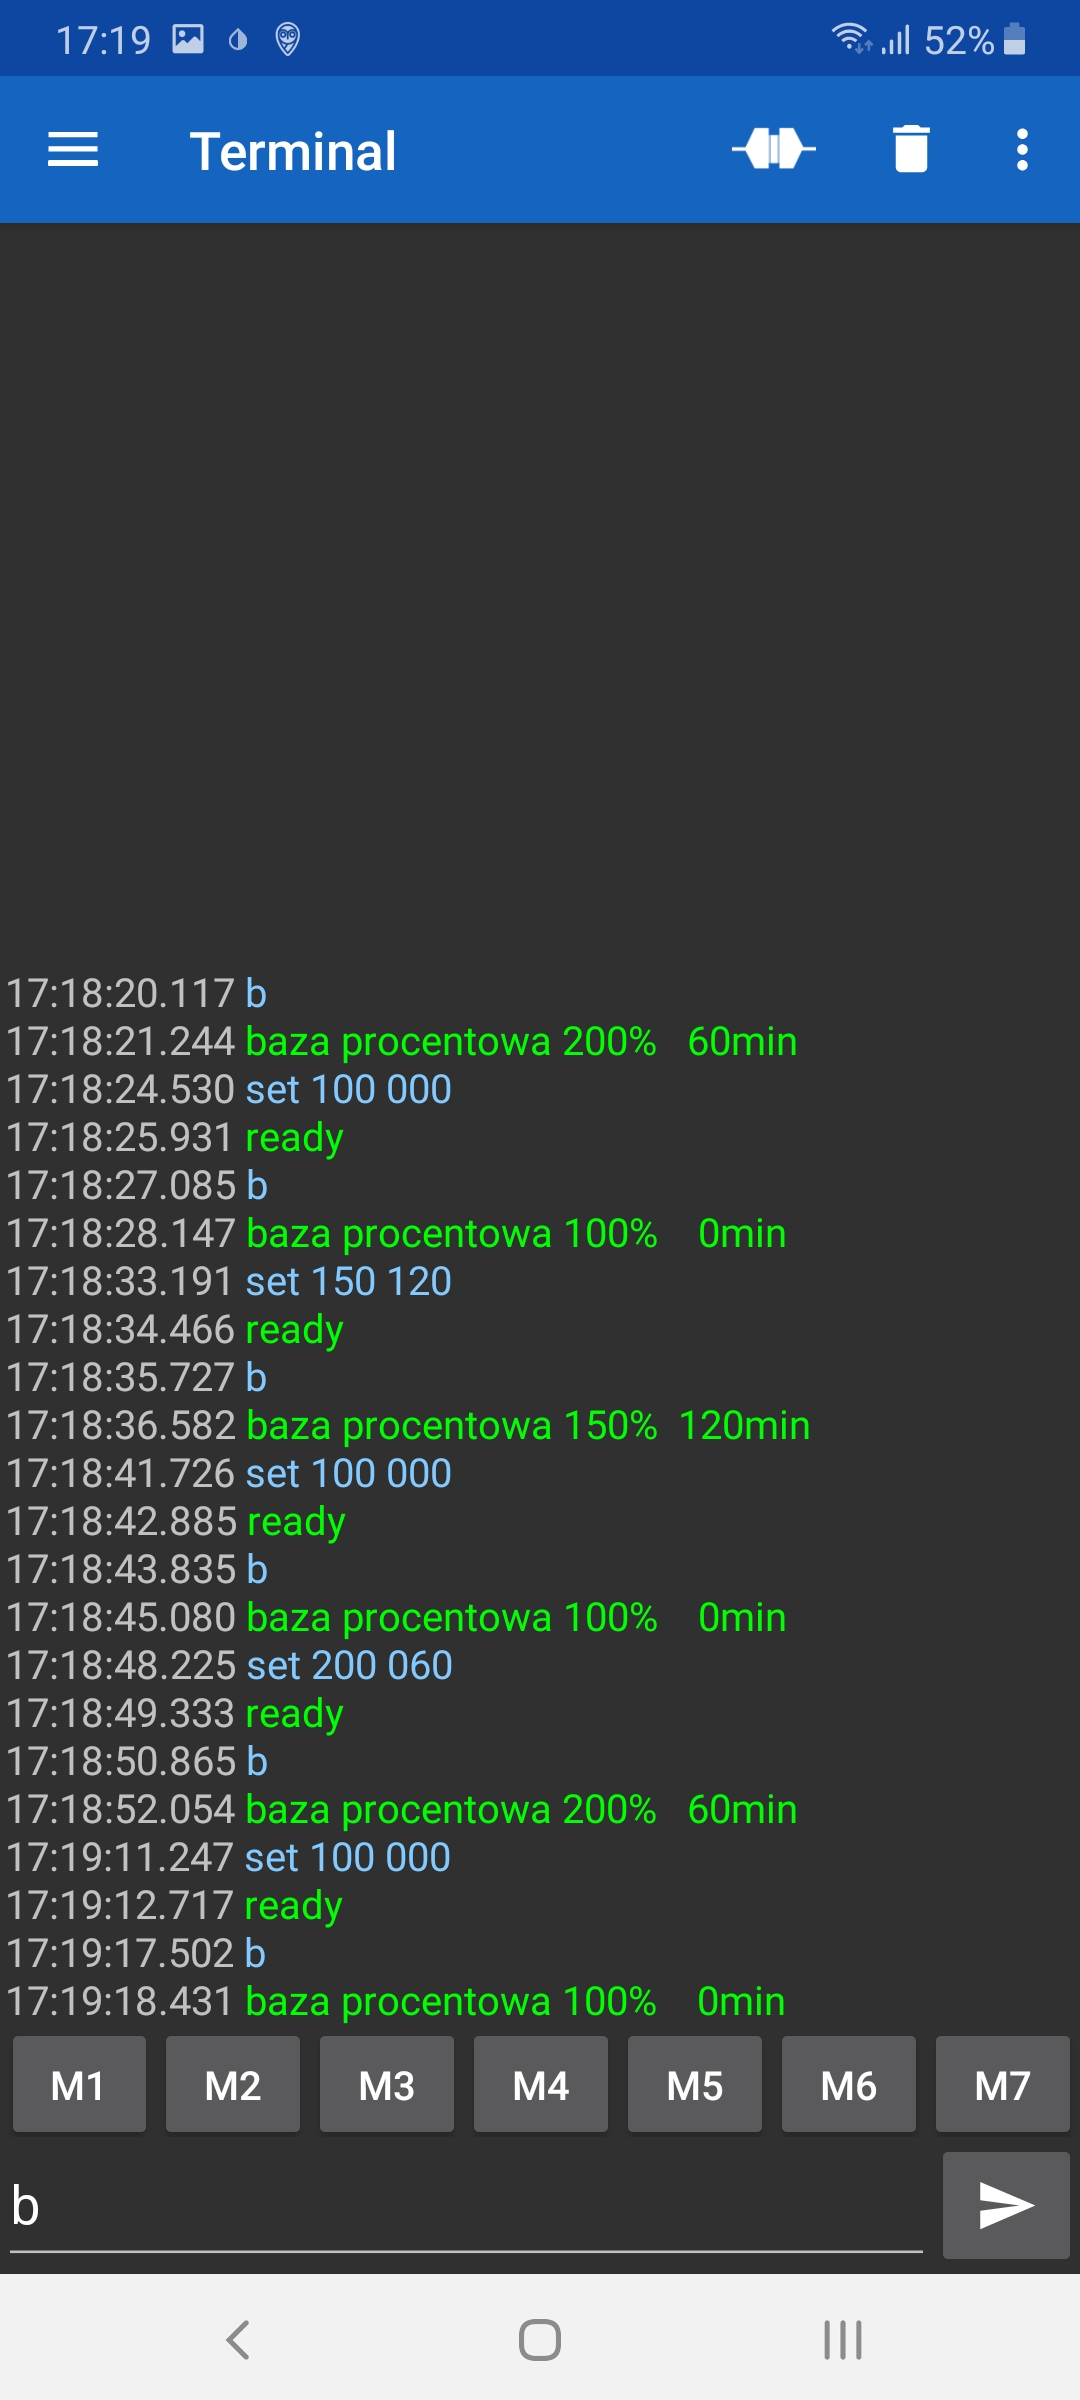 17:19 52%
Terminal
17:18:20.117 b
17:18:21.244 baza procentowa 200%   60min
17:18:24.530 set 100 000
17:18:25.931 ready
17:18:27.085 b
17:18:28.147 baza procentowa 100%    0min
17:18:33.191 set 150 120
17:18:34.466 ready
17:18:35.727 b
17:18:36.582 baza procentowa 150%  120min
17:18:41.726 set 100 000
17:18:42.885 ready
17:18:43.835 b
17:18:45.080 baza procentowa 100%    0min
17:18:48.225 set 200 060
17:18:49.333 ready
17:18:50.865 b
17:18:52.054 baza procentowa 200%   60min
17:19:11.247 set 100 000
17:19:12.717 ready
17:19:17.502 b
17:19:18.431 baza procentowa 100%    0min
M1 M2 M3 M4 M5 M6 M7
b